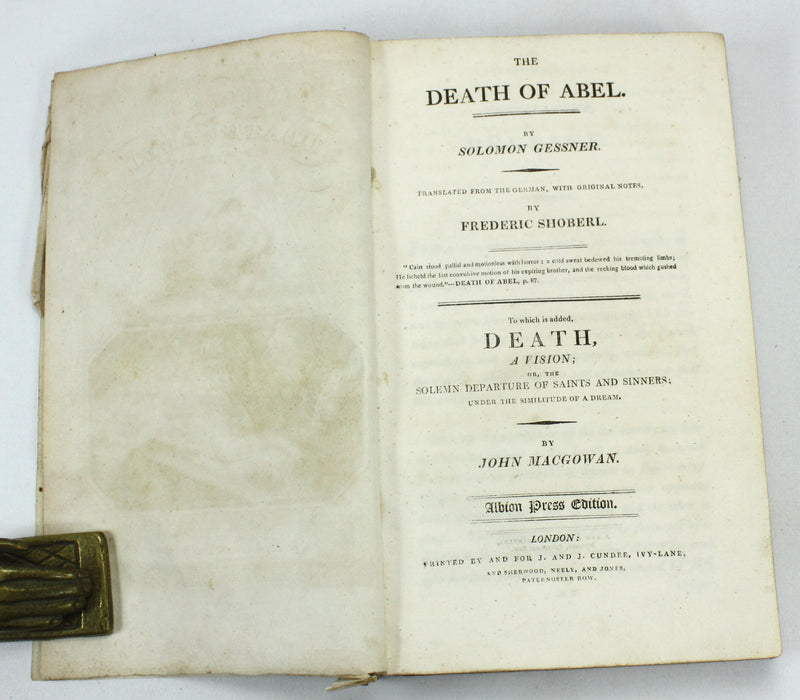 THE
DEATH OF ABEL.
BY
SOLOMON GESSNER.
TRANSLATED FROM THE GERMAN, WITH ORIGINAL NOTES,
BY
FREDERIC SHOBERL.
"Cain stood pallid and motionless with horror: a cold sweat bedewed his trembling limbs;
He beheld the last convulsive motion of his expiring brother, and the reeking blood which gushed
from the wound."—DEATH OF ABEL, p. 87.
To which is added,
DEATH,
A VISION;
OR, THE
SOLEMN DEPARTURE OF SAINTS AND SINNERS;
UNDER THE SIMILITUDE OF A DREAM.
BY
JOHN MACGOWAN.
Albion Press Edition.
LONDON:
PRINTED BY AND FOR J. AND J. CUNDEE, IVY-LANE;
AND SHERWOOD, NEELY, AND JONES,
PATERNOSTER ROW.